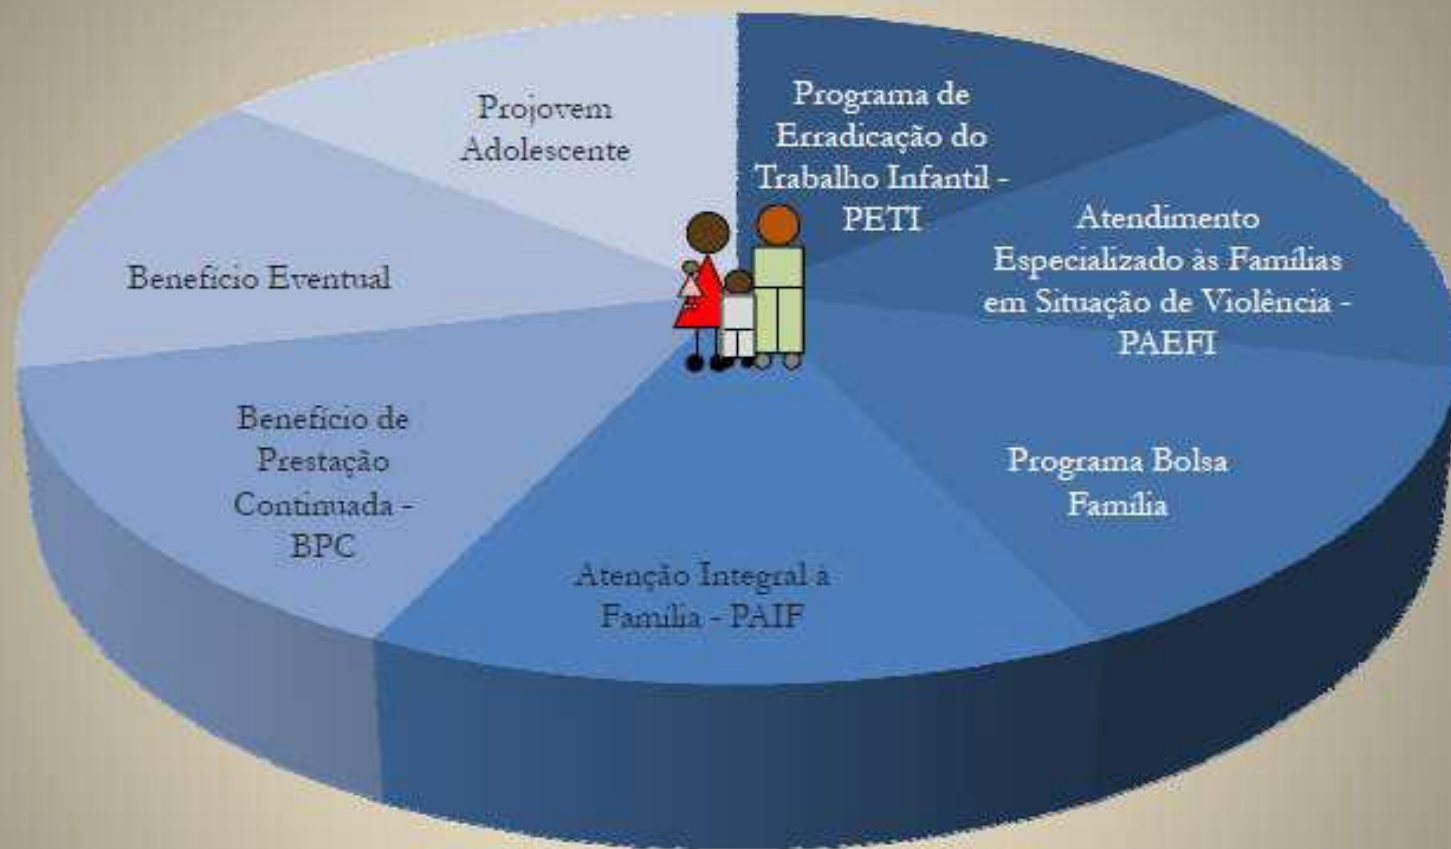 Projovem
Adolescente
Programa de
Erradicação do
Trabalho Infantil -
PETI
Atendimento
Especializado às Famílias
em Situação de Violência -
PAEFI
Benefício Eventual
Benefício de
Prestação
Continuada -
BPC
Programa Bolsa
Família
Atenção Integral à
Família - PAIF